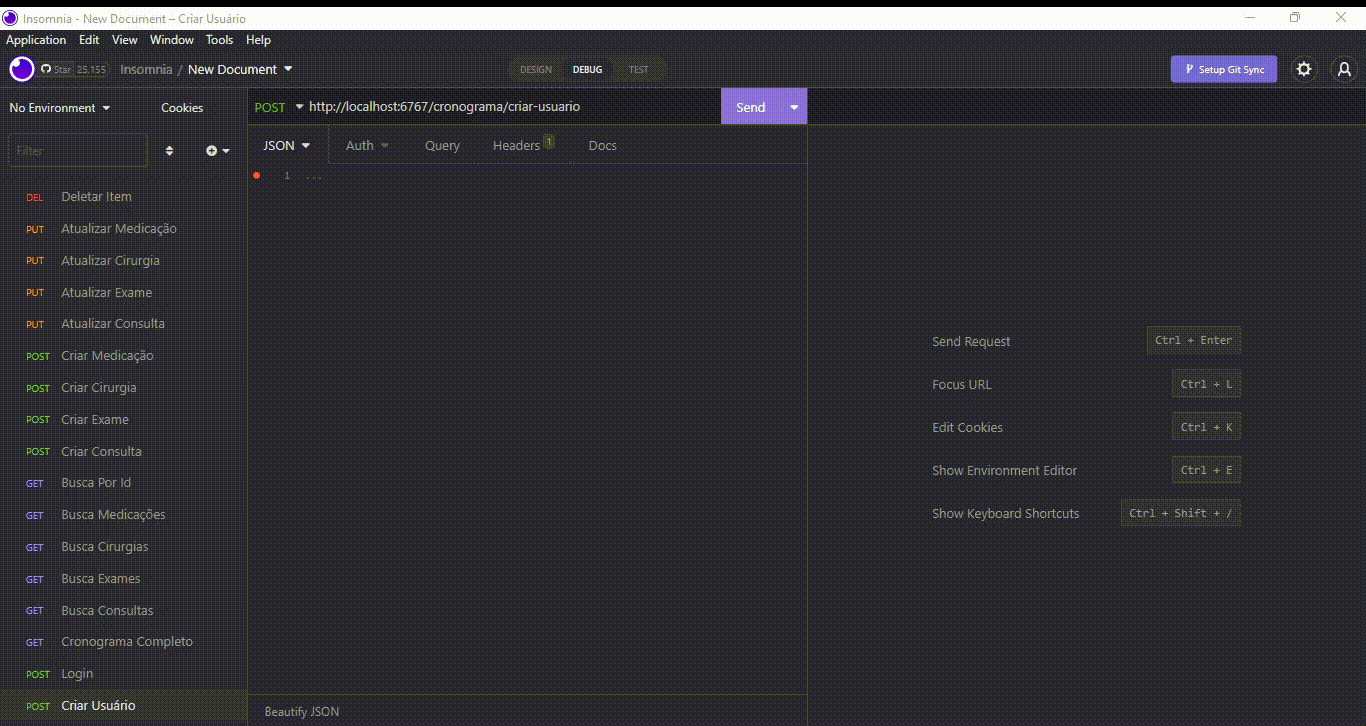 Insomnia - New Document – Criar Usuário
Application Edit View Window Tools Help
Star 25.155 Insomnia / New Document DESIGN DEBUG TEST Setup Git Sync
No Environment Cookies
Filter
DEL Deletar Item
PUT Atualizar Medicação
PUT Atualizar Cirurgia
PUT Atualizar Exame
PUT Atualizar Consulta
POST Criar Medicação
POST Criar Cirurgia
POST Criar Exame
POST Criar Consulta
GET Busca Por Id
GET Busca Medicações
GET Busca Cirurgias
GET Busca Exames
GET Busca Consultas
GET Cronograma Completo
POST Login
POST Criar Usuário
POST http://localhost:6767/cronograma/criar-usuario Send
JSON Auth Query Headers 1 Docs
1 ...
Beautify JSON
Send Request Ctrl + Enter
Focus URL Ctrl + L
Edit Cookies Ctrl + K
Show Environment Editor Ctrl + E
Show Keyboard Shortcuts Ctrl + Shift + /